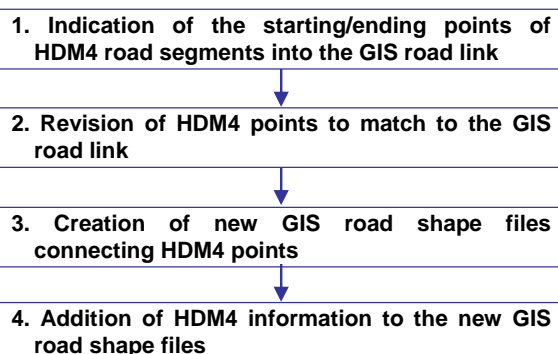 1. Indication of the starting/ending points of
HDM4 road segments into the GIS road link
2. Revision of HDM4 points to match to the GIS
road link
3. Creation of new GIS road shape files
connecting HDM4 points
4. Addition of HDM4 information to the new GIS
road shape files